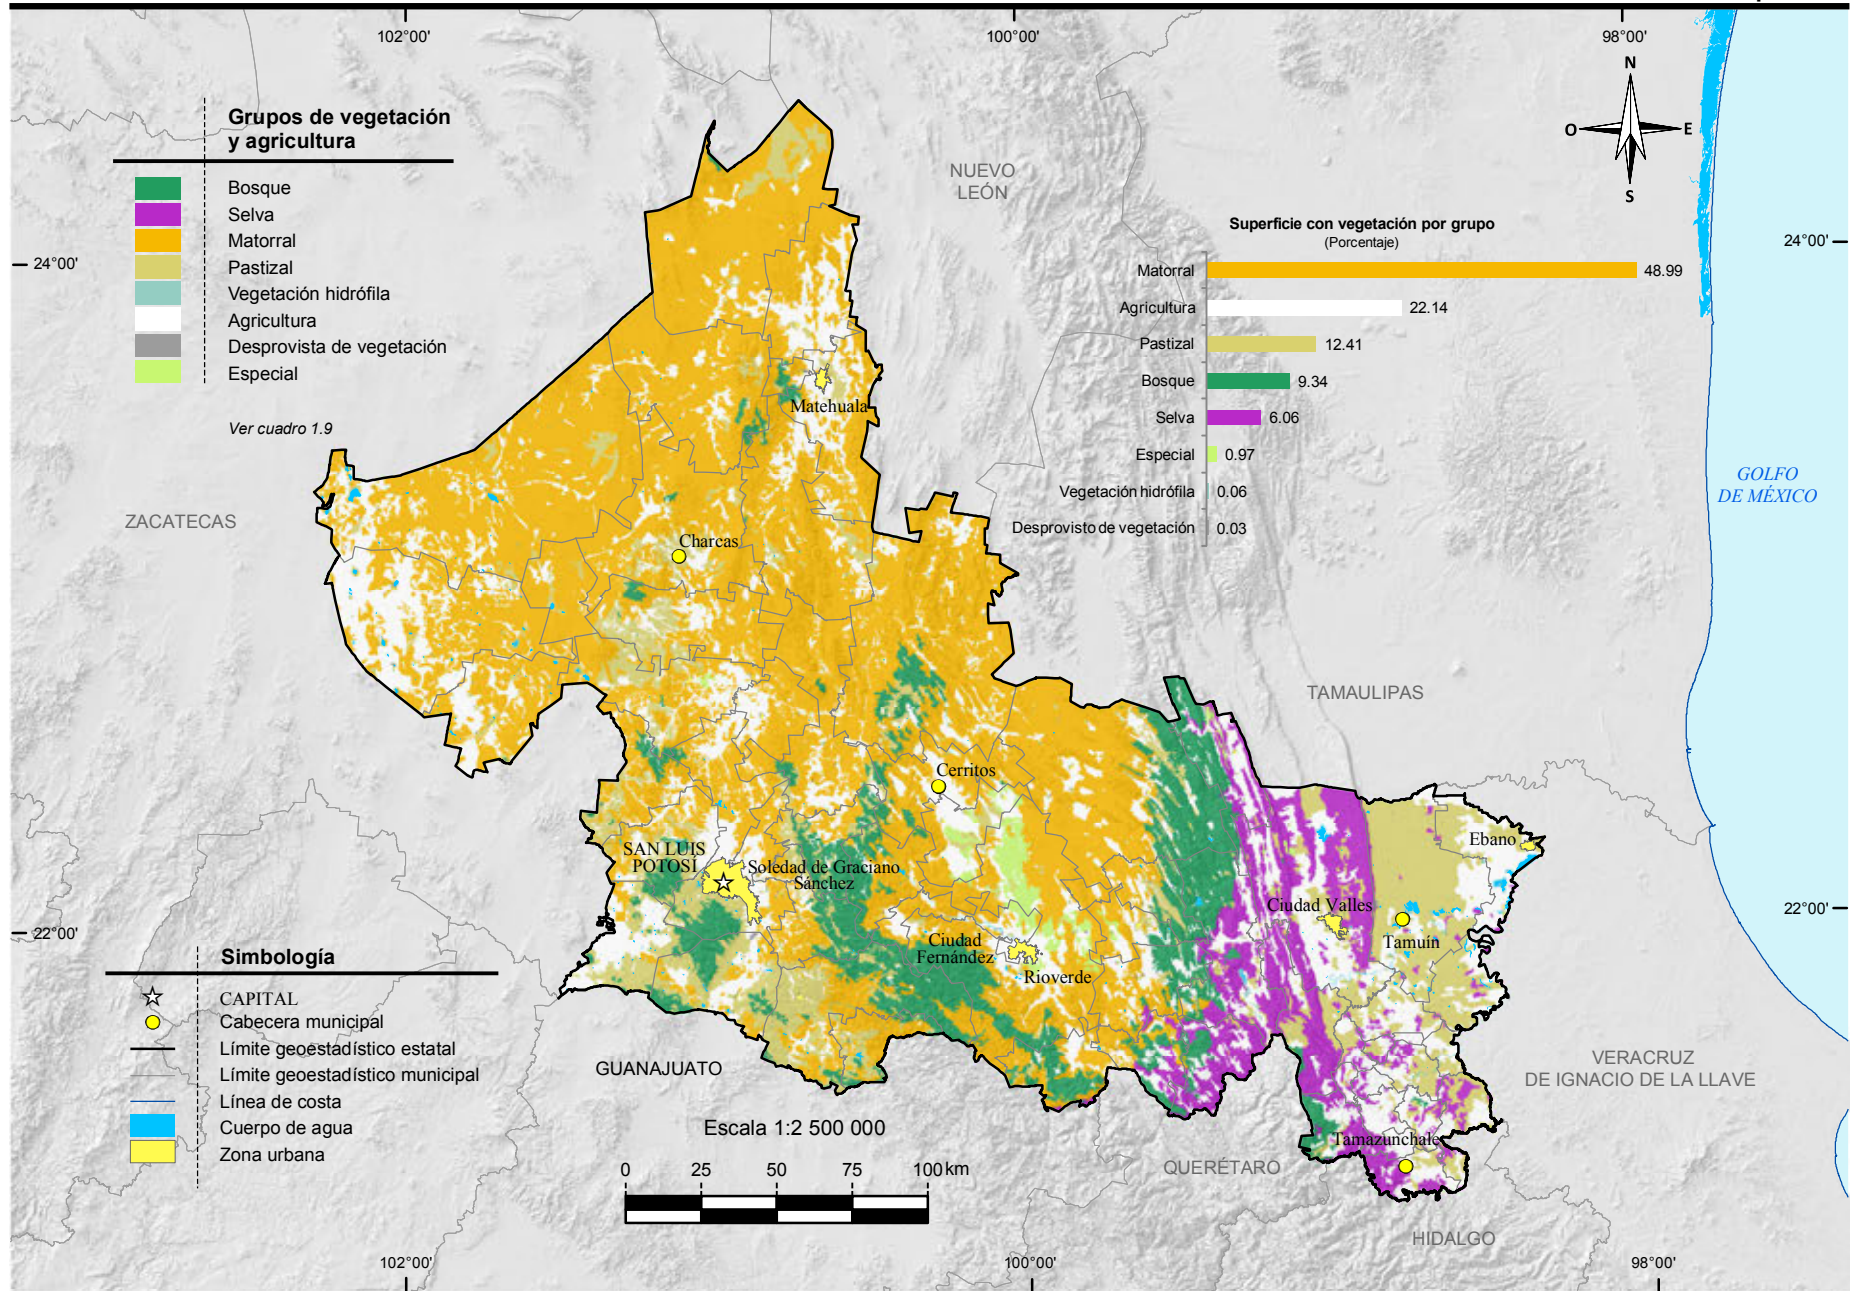 102°00'
100°00'
98°00'
N
O
E
S
Grupos de vegetación
y agricultura
Bosque
Selva
Matorral
Pastizal
Vegetación hidrófila
Agricultura
Desprovista de vegetación
Especial
Ver cuadro 1.9
NUEVO
LEÓN
Superficie con vegetación por grupo
(Porcentaje)
Matorral 48.99
Agricultura 22.14
Pastizal 12.41
Bosque 9.34
Selva 6.06
Especial 0.97
Vegetación hidrófila 0.06
Desprovisto de vegetación 0.03
24°00'
24°00'
GOLFO
DE MÉXICO
ZACATECAS
Matehuala
Charcas
TAMAULIPAS
Cerritos
SAN LUIS
POTOSÍ
Soledad de Graciano
Sánchez
Ebano
Ciudad Valles
Tamuín
Ciudad
Fernández
Rioverde
22°00'
22°00'
Simbología
CAPITAL
Cabecera municipal
Límite geoestadístico estatal
Límite geoestadístico municipal
Línea de costa
Cuerpo de agua
Zona urbana
GUANAJUATO
VERACRUZ
DE IGNACIO DE LA LLAVE
Escala 1:2 500 000
0 25 50 75 100 km
Tamazunchale
QUERÉTARO
HIDALGO
102°00'
100°00'
98°00'